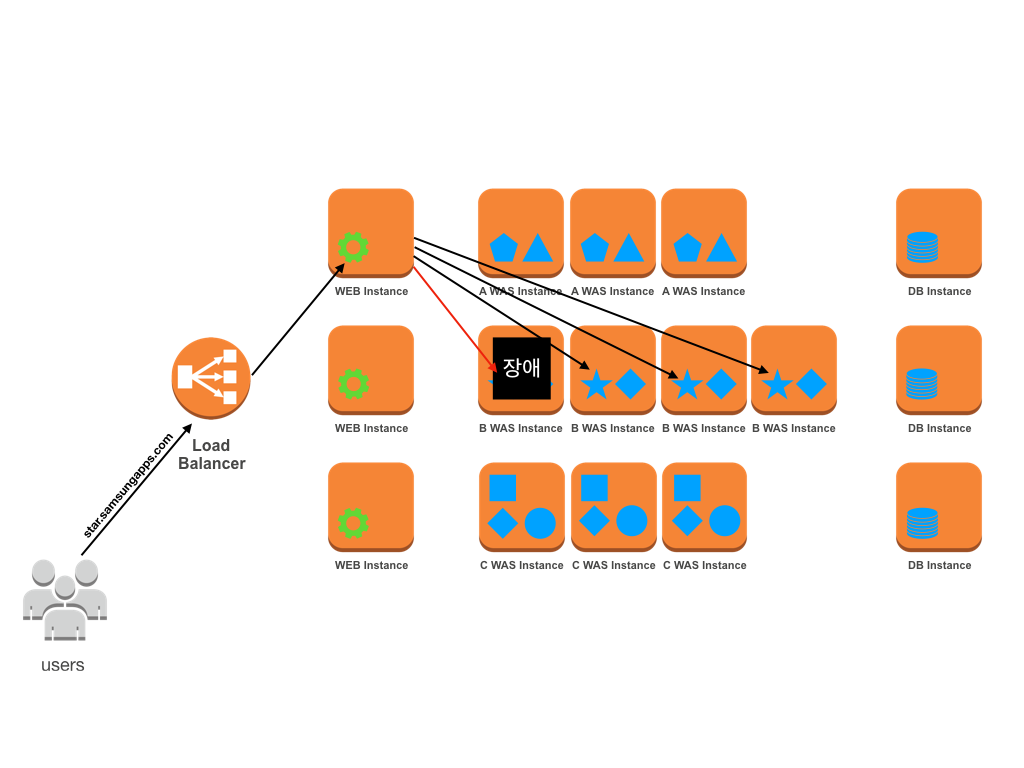 WEB Instance
A WAS Instance
A WAS Instance
A WAS Instance
DB Instance
장애
WEB Instance
B WAS Instance
B WAS Instance
B WAS Instance
B WAS Instance
DB Instance
Load
Balancer
star.samsungapps.com
WEB Instance
C WAS Instance
C WAS Instance
C WAS Instance
DB Instance
users